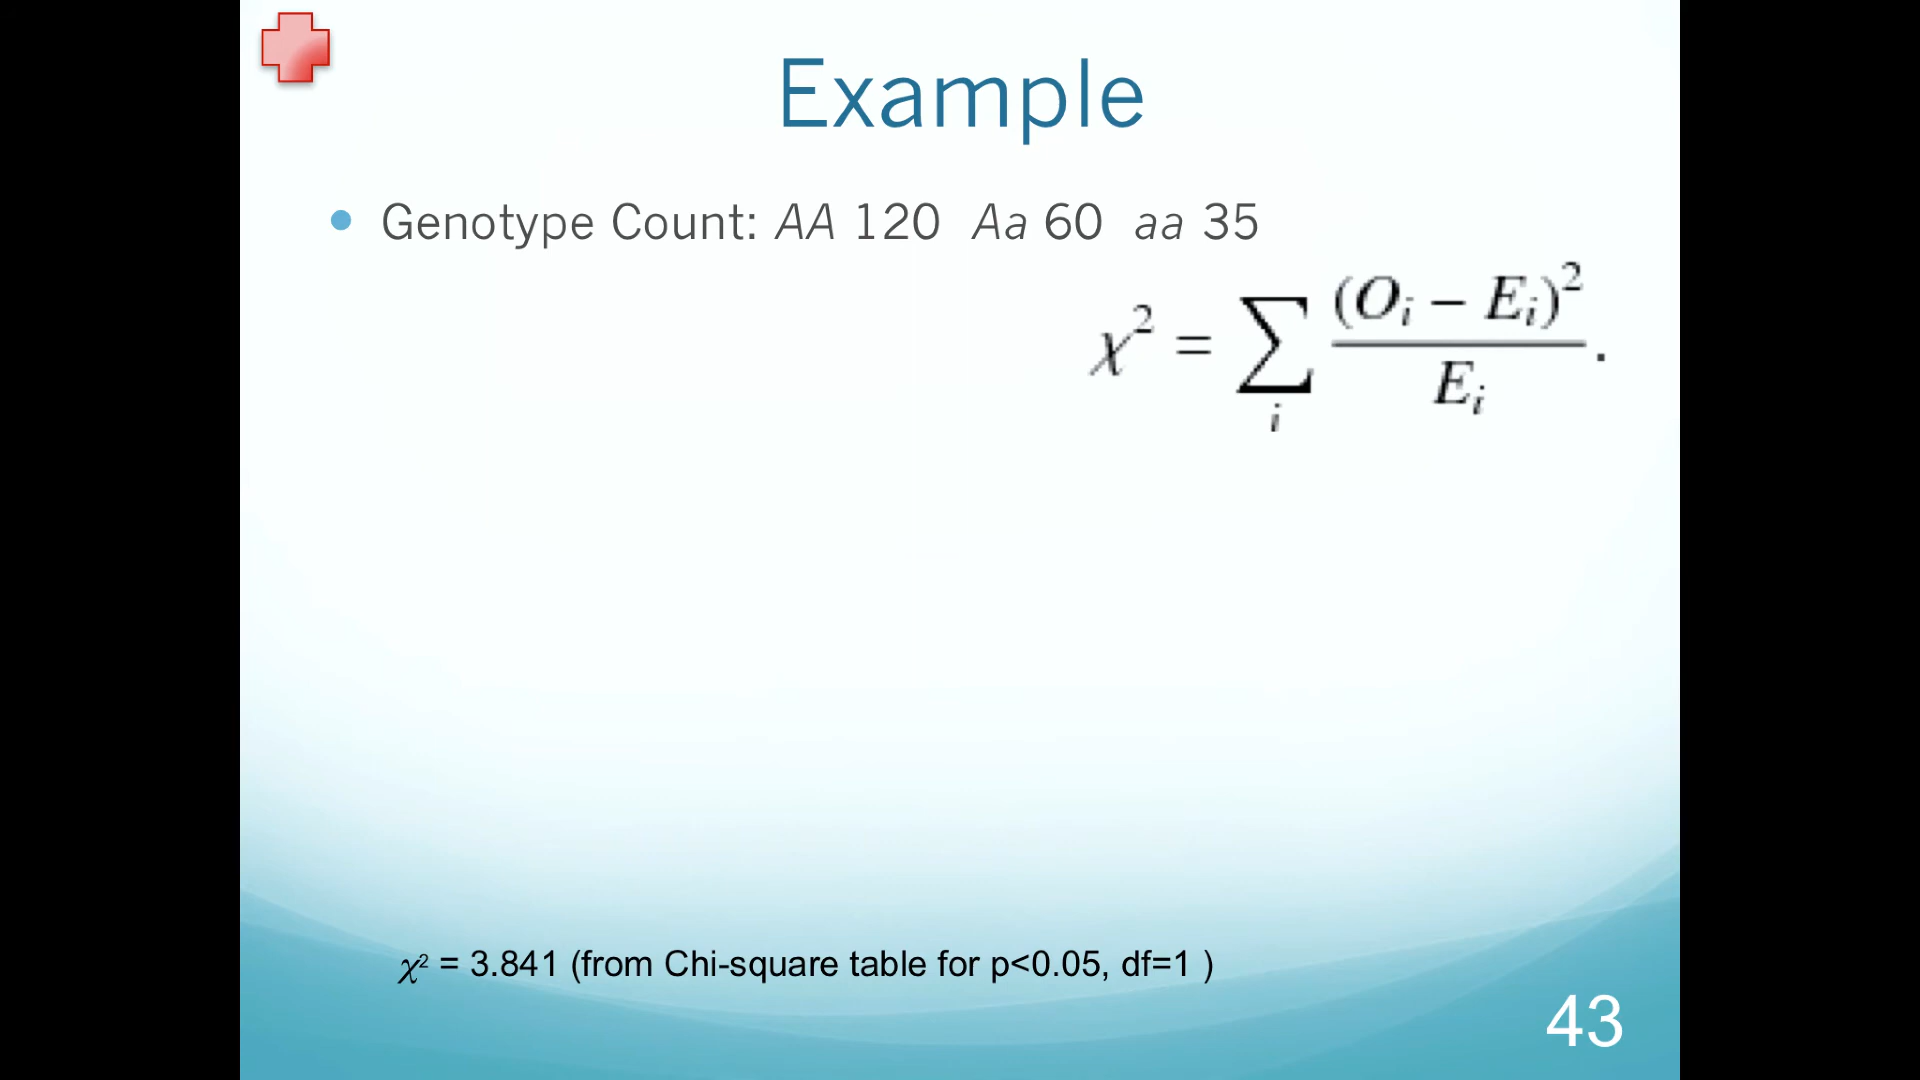 Example
Genotype Count: AA 120 Aa 60 aa 35
χ² = ∑ᵢ (Oᵢ – Eᵢ)² / Eᵢ .
χ² = 3.841 (from Chi-square table for p<0.05, df=1 )
43